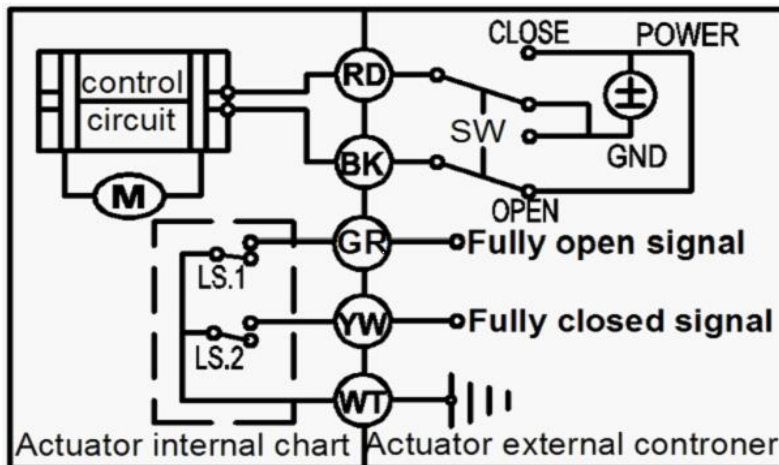 CLOSE POWER
RD
control
circuit
SW
GND
BK
M
OPEN
GR Fully open signal
LS.1
YW Fully closed signal
LS.2
WT
Actuator internal chart Actuator external controner